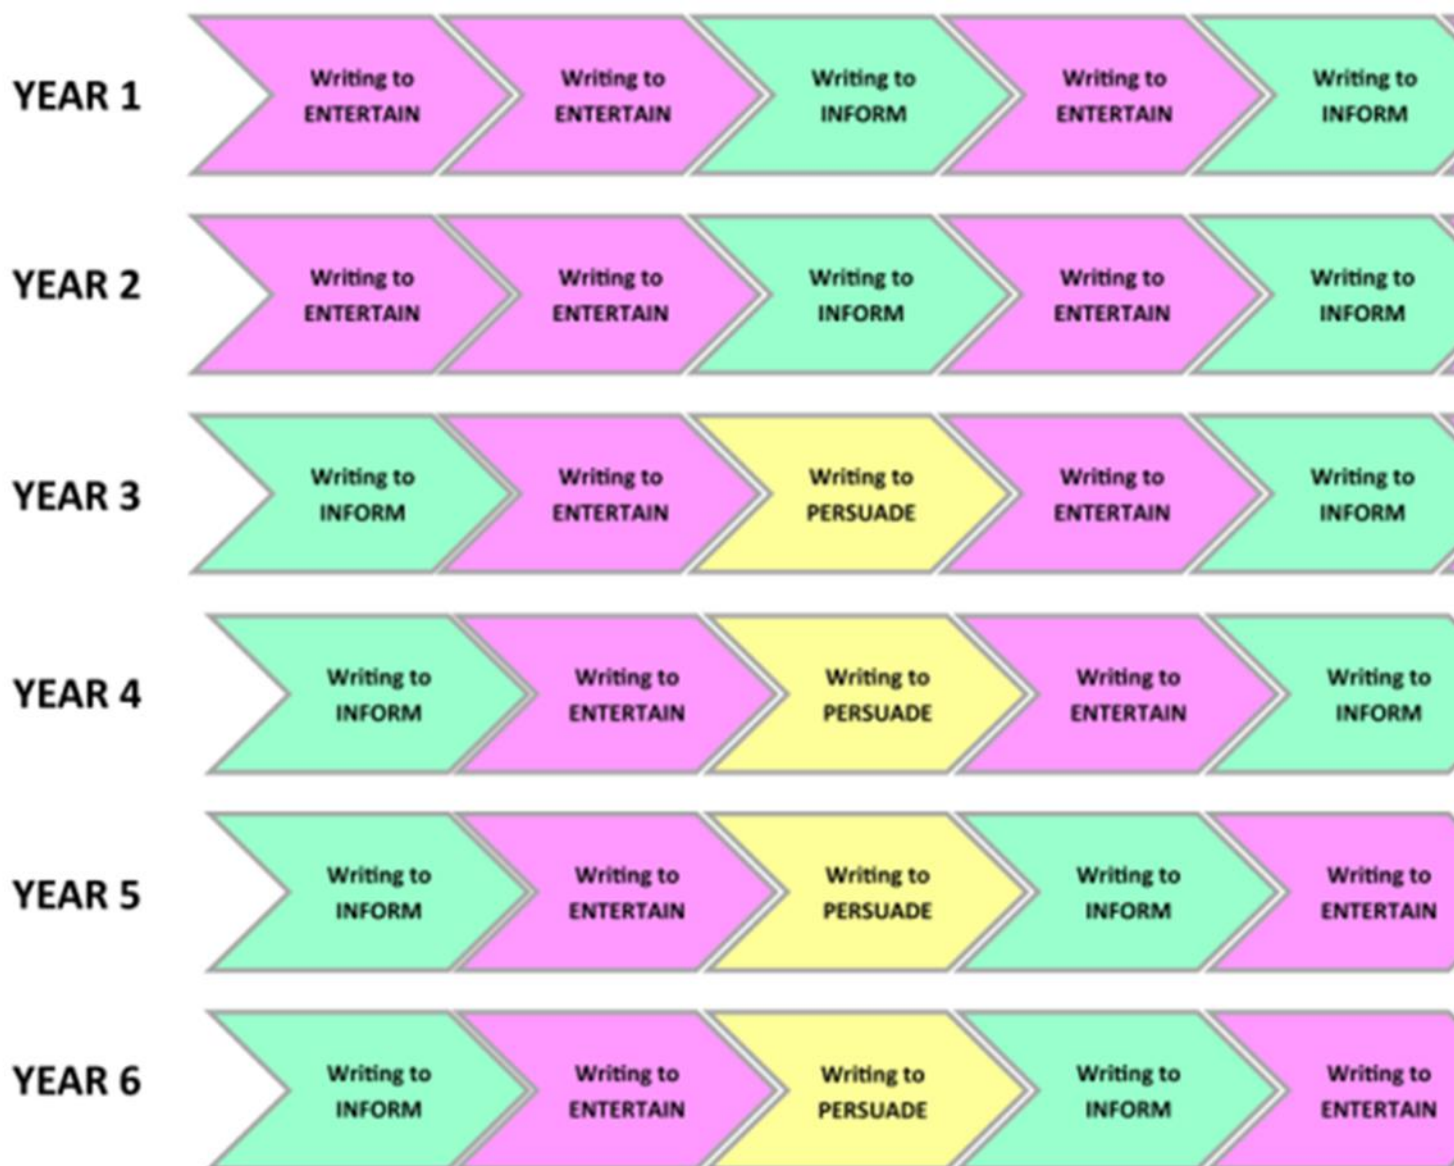 YEAR 1
Writing to
ENTERTAIN
Writing to
ENTERTAIN
Writing to
INFORM
Writing to
ENTERTAIN
Writing to
INFORM
YEAR 2
Writing to
ENTERTAIN
Writing to
ENTERTAIN
Writing to
INFORM
Writing to
ENTERTAIN
Writing to
INFORM
YEAR 3
Writing to
INFORM
Writing to
ENTERTAIN
Writing to
PERSUADE
Writing to
ENTERTAIN
Writing to
INFORM
YEAR 4
Writing to
INFORM
Writing to
ENTERTAIN
Writing to
PERSUADE
Writing to
ENTERTAIN
Writing to
INFORM
YEAR 5
Writing to
INFORM
Writing to
ENTERTAIN
Writing to
PERSUADE
Writing to
INFORM
Writing to
ENTERTAIN
YEAR 6
Writing to
INFORM
Writing to
ENTERTAIN
Writing to
PERSUADE
Writing to
INFORM
Writing to
ENTERTAIN